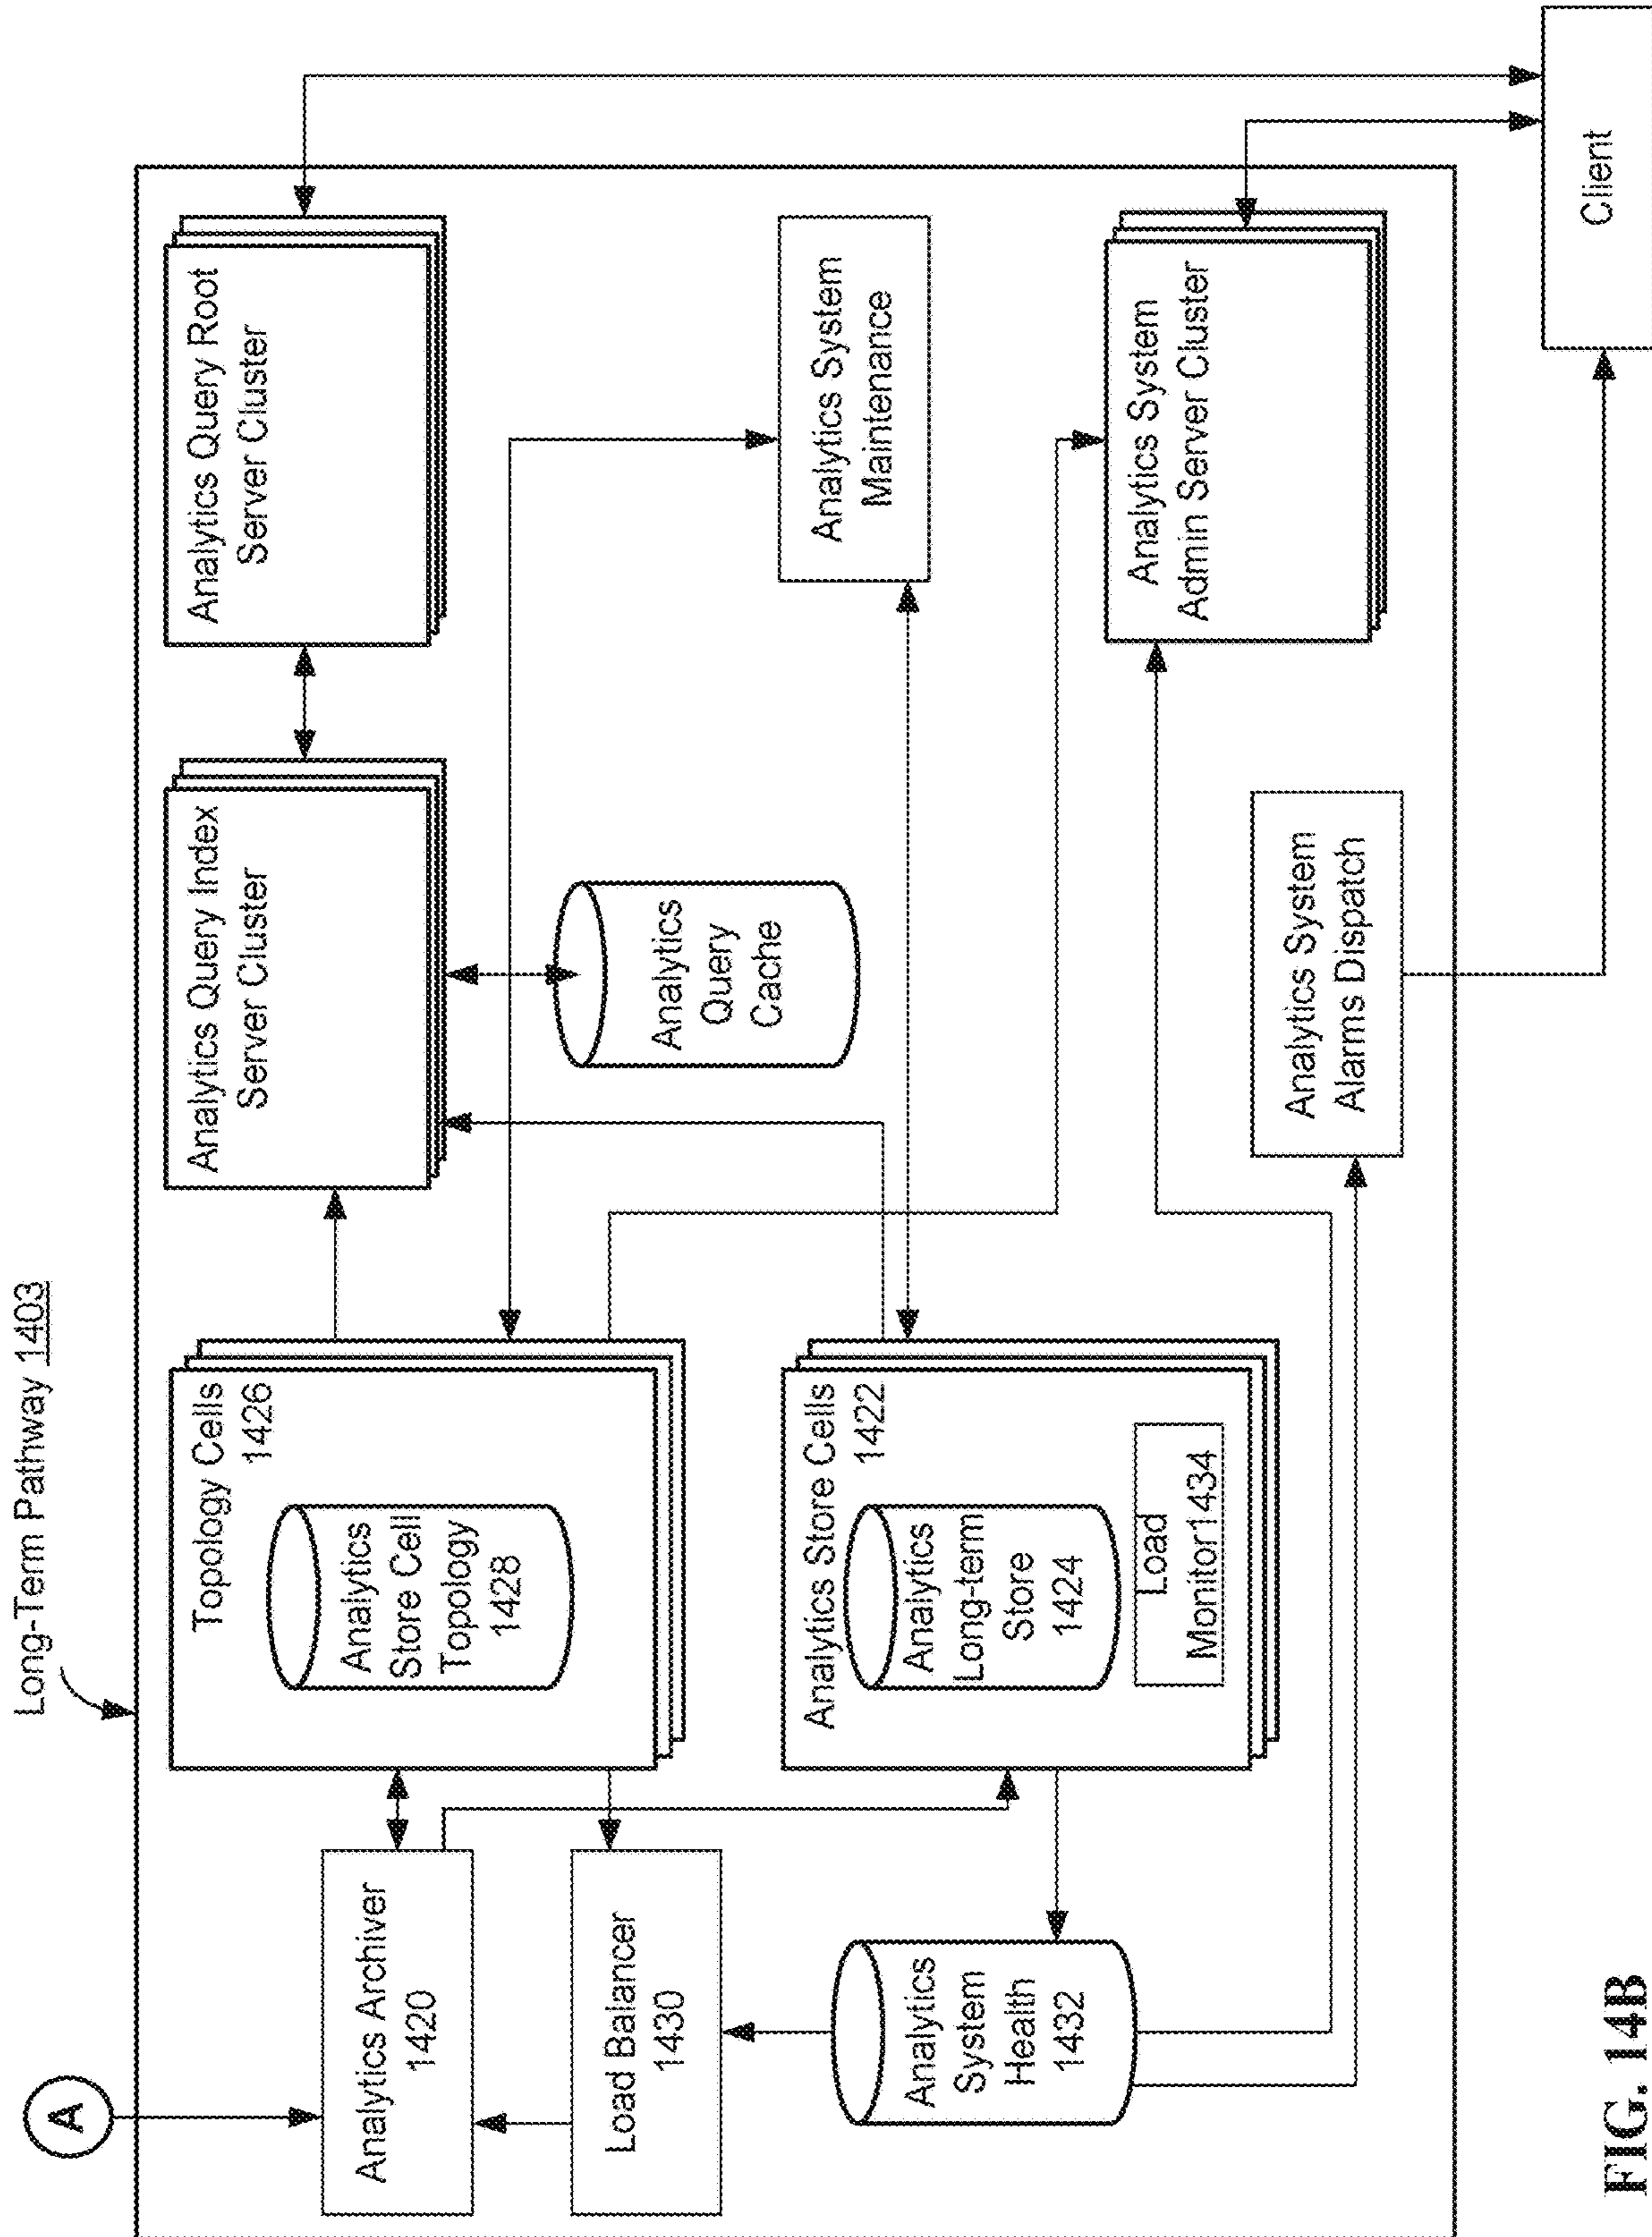 Long-Term Pathway 1403
A
Analytics Archiver
1420
Load Balancer
1430
Analytics
System
Health
1432
Topology Cells
1426
Analytics
Store Cell
Topology
1428
Analytics Store Cells
1422
Analytics
Long-term
Store
1424
Load
Monitor1434
Analytics Query Index
Server Cluster
Analytics
Query
Cache
Analytics Query Root
Server Cluster
Analytics System
Maintenance
Analytics System
Admin Server Cluster
Analytics System
Alarms Dispatch
Client
FIG. 14B